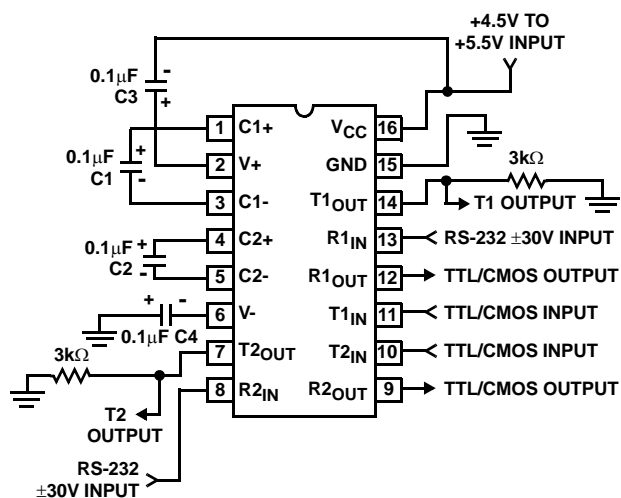 +4.5V TO
+5.5V INPUT
0.1μF
C3
-
+
0.1μF
C1
+
-
0.1μF
C2
+
-
+
-
0.1μF C4
3kΩ
T2
OUTPUT
RS-232
±30V INPUT
1 C1+
2 V+
3 C1-
4 C2+
5 C2-
6 V-
7 T2OUT
8 R2IN
VCC 16
GND 15
T1OUT 14
R1IN 13
R1OUT 12
T1IN 11
T2IN 10
R2OUT 9
3kΩ
T1 OUTPUT
RS-232 ±30V INPUT
TTL/CMOS OUTPUT
TTL/CMOS INPUT
TTL/CMOS INPUT
TTL/CMOS OUTPUT